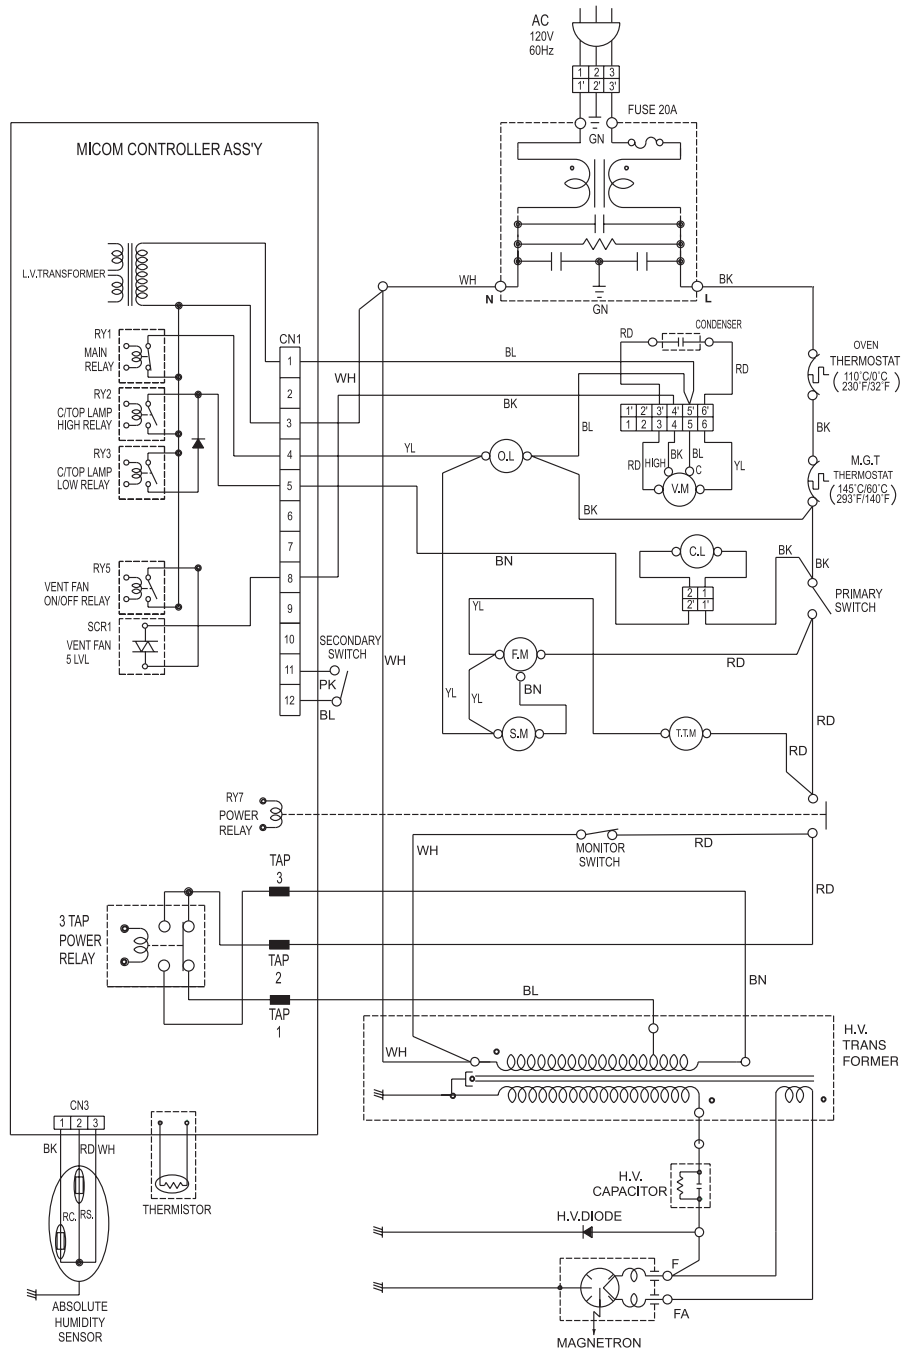 AC
120V
60Hz
1 2 3
1' 2' 3'
FUSE 20A
GN
MICOM CONTROLLER ASS'Y
L.V.TRANSFORMER
WH
N
GN
L
BK
RY1
MAIN
RELAY
RY2
C/TOP LAMP
HIGH RELAY
RY3
C/TOP LAMP
LOW RELAY
RY5
VENT FAN
ON/OFF RELAY
SCR1
VENT FAN
5 LVL
CN1
1
2
3
4
5
6
7
8
9
10
11
12
WH
BL
BK
YL
RD
CONDENSER
RD
BL
1' 2' 3' 4' 5' 6'
1 2 3 4 5 6
RD
HIGH
BK
BL
C
YL
V.M
O.L
BK
OVEN
THERMOSTAT
(110˚C/0˚C
230˚F/32˚F)
BK
M.G.T
THERMOSTAT
(145˚C/60˚C
293˚F/140˚F)
BN
C.L
2 1
2' 1'
BK
BK
PRIMARY
SWITCH
SECONDARY
SWITCH
PK
BL
WH
YL
F.M
RD
BN
YL
YL
S.M
T.T.M
RD
RD
RY7
POWER
RELAY
WH
MONITOR
SWITCH
RD
RD
TAP
3
3 TAP
POWER
RELAY
TAP
2
TAP
1
BL
BN
WH
H.V.
TRANS
FORMER
CN3
1 2 3
BK
RD
WH
RC.
RS.
ABSOLUTE
HUMIDITY
SENSOR
THERMISTOR
H.V.
CAPACITOR
H.V.DIODE
F
FA
MAGNETRON